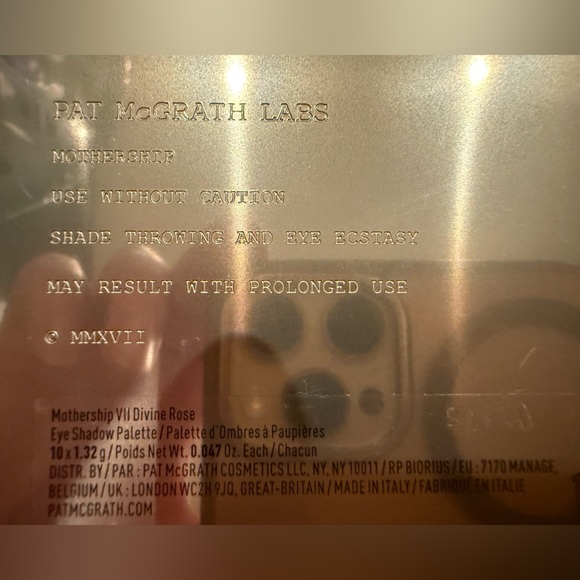 PAT McGRATH LABS
MOTHERSHIP
USE WITHOUT CAUTION
SHADE THROWING AND EYE ECSTASY
MAY RESULT WITH PROLONGED USE
© MMXVII
Mothership VII Divine Rose
Eye Shadow Palette / Palette d'Ombres à Paupières
10 x 1.32 g / Poids Net Wt. 0.047 Oz. Each / Chacun
DISTR. BY / PAR : PAT McGRATH COSMETICS LLC, NY, NY 10011 / RP BIORIUS / EU : 7170 MANAGE,
BELGIUM / UK : LONDON WC2H 9JQ, GREAT-BRITAIN / MADE IN ITALY / FABRIQUÉ EN ITALIE
PATMCGRATH.COM